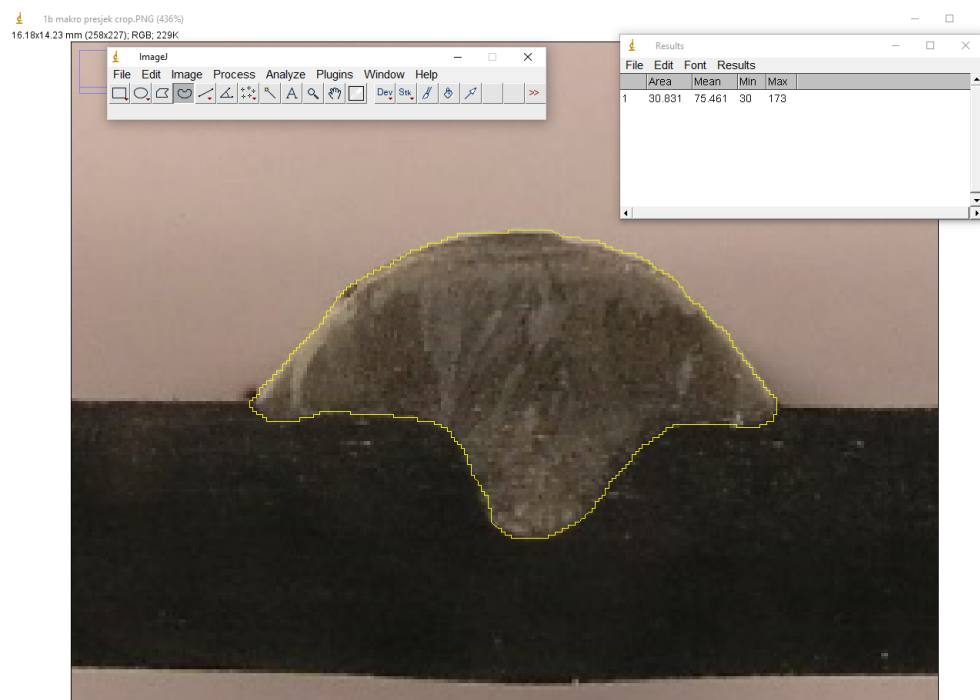 1b makro presjek crop.PNG (436%)
16.18x14.23 mm (258x227); RGB; 229K
ImageJ
File Edit Image Process Analyze Plugins Window Help
A Dev Stk >>
Results
File Edit Font Results
Area Mean Min Max
1 30.831 75.461 30 173